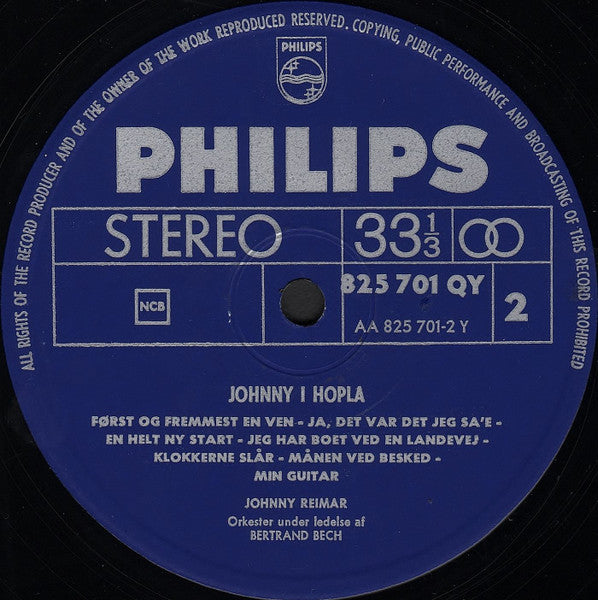 ALL RIGHTS OF THE RECORD PRODUCER AND OF THE OWNER OF THE WORK REPRODUCED RESERVED. COPYING, PUBLIC PERFORMANCE AND BROADCASTING OF THIS RECORD PROHIBITED
PHILIPS
PHILIPS
STEREO 33 1/3
825 701 QY
NCB 2
AA 825 701-2 Y
JOHNNY I HOPLA
FØRST OG FREMMEST EN VEN - JA, DET VAR DET JEG SA'E -
EN HELT NY START - JEG HAR BOET VED EN LANDEVEJ -
KLOKKERNE SLÅR - MÅNEN VED BESKED -
MIN GUITAR
JOHNNY REIMAR
Orkester under ledelse af
BERTRAND BECH